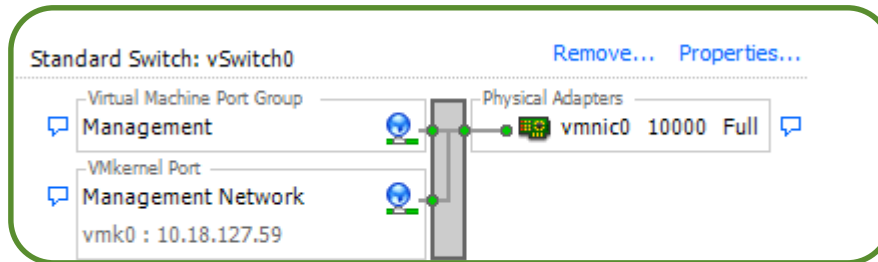 Standard Switch: vSwitch0 Remove... Properties...
Virtual Machine Port Group Physical Adapters
Management vmnic0 10000 Full
VMkernel Port
Management Network
vmk0 : 10.18.127.59